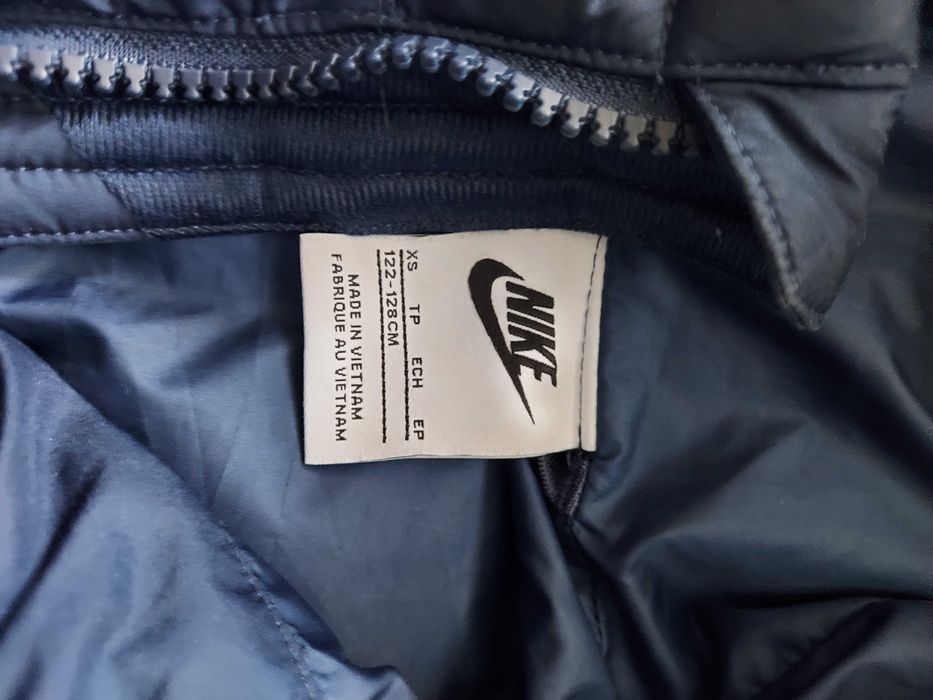 NIKE
XS TP ECH EP
122-128CM
MADE IN VIETNAM
FABRIQUE AU VIETNAM